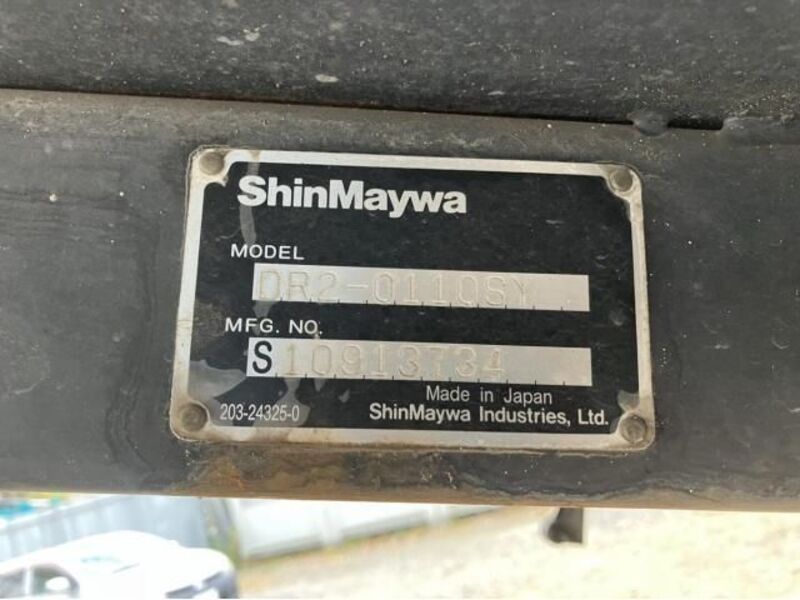 ShinMaywa
MODEL
DR2-0110SY
MFG. NO.
S10913734
Made in Japan
203-24325-0 ShinMaywa Industries, Ltd.